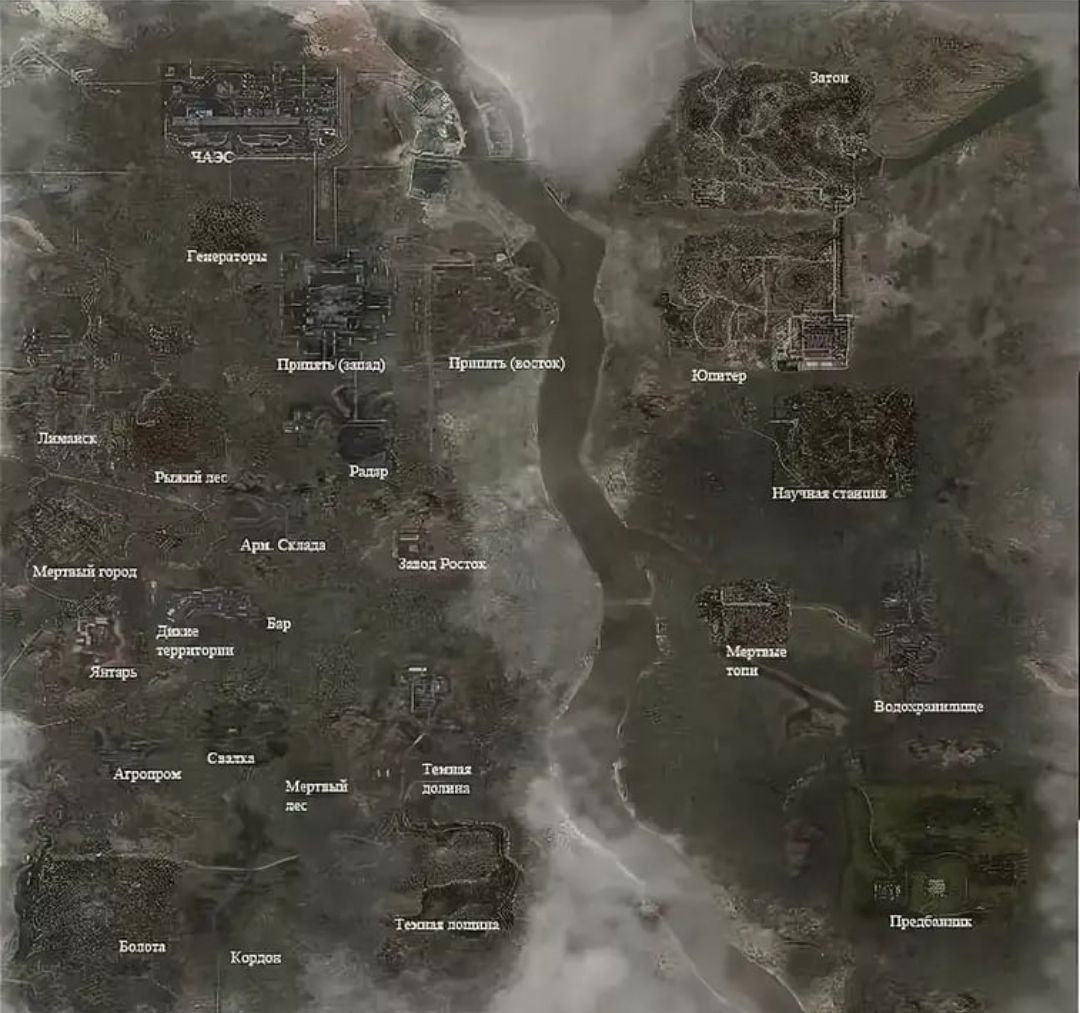 Затон
ЧАЭС
Генераторы
Припять (запад)
Припять (восток)
Юпитер
Лиманск
Рыжий лес
Радар
Научная станция
Арм. Склада
Завод Росток
Мертвый город
Дикие
территории
Бар
Янтарь
Мертвые
топи
Водохранилище
Свалка
Агропром
Мертвый
лес
Темная
долина
Предбанник
Темная лощина
Болота
Кордон